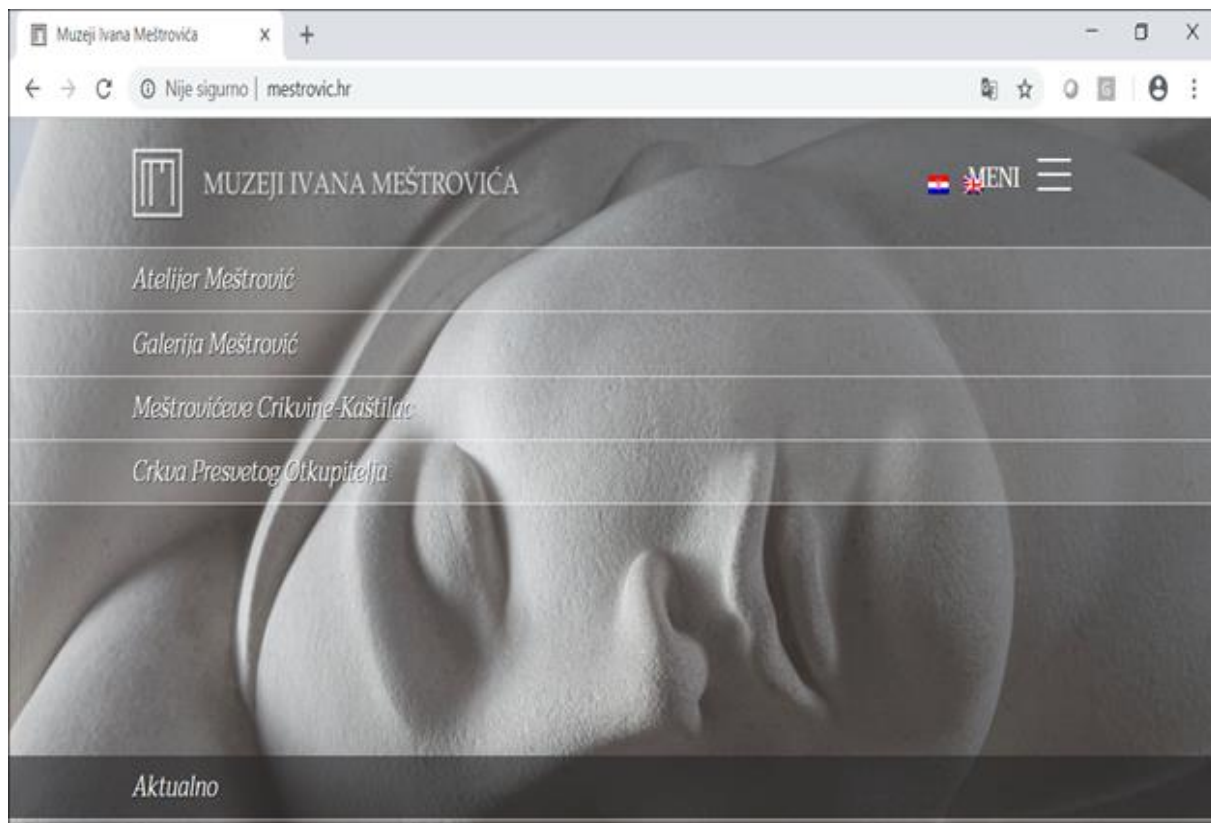 Muzeji Ivana Meštrovića
Nije sigurno | mestrovic.hr
MUZEJI IVANA MEŠTROVIĆA
MENI
Atelijer Meštrović
Galerija Meštrović
Meštrovićeve Crikvine-Kaštilac
Crkva Presvetog Otkupitelja
Aktualno